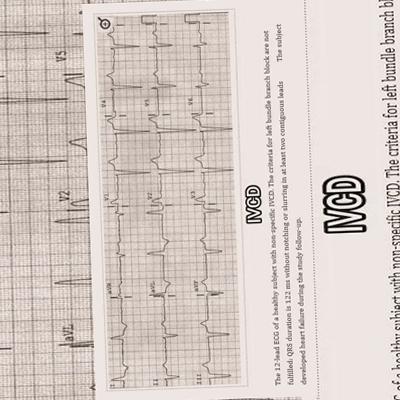 V5
V2
aVL
V4
V5
V6
V1
V2
V3
aVR
aVL
aVF
I
II
III
IVCD
The 12-lead ECG of a healthy subject with non-specific IVCD. The criteria for left bundle branch block are not
fulfilled: QRS duration is 122 ms without notching or slurring in at least two contiguous leads The subject
developed heart failure during the study follow-up.
IVCD
of a healthy subject with non-specific IVCD. The criteria for left bundle branch